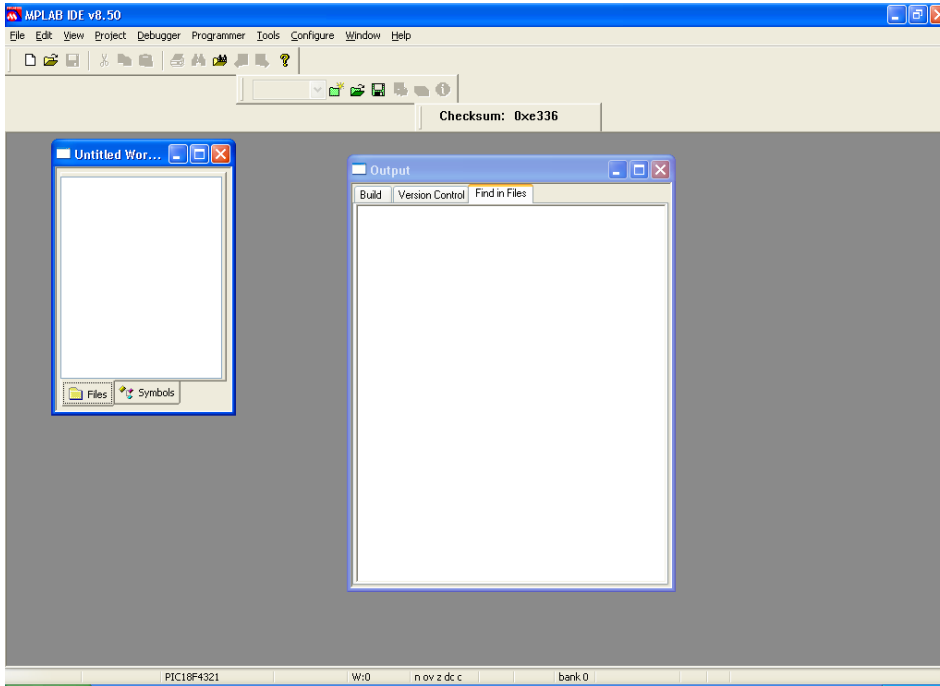 MPLAB IDE v8.50
File Edit View Project Debugger Programmer Tools Configure Window Help
Checksum: 0xe336
Untitled Wor...
Output
Build Version Control Find in Files
Files Symbols
PIC18F4321 W:0 n ov z dc c bank 0